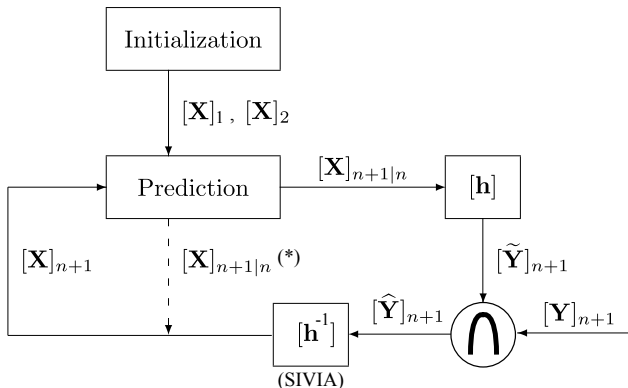 Initialization
[X]₁ , [X]₂
[X]ₙ₊₁|ₙ
Prediction
[h]
[X]ₙ₊₁
[X]ₙ₊₁|ₙ (*)
[Ỹ]ₙ₊₁
[Ŷ]ₙ₊₁
[Y]ₙ₊₁
[h⁻¹]
∩
(SIVIA)